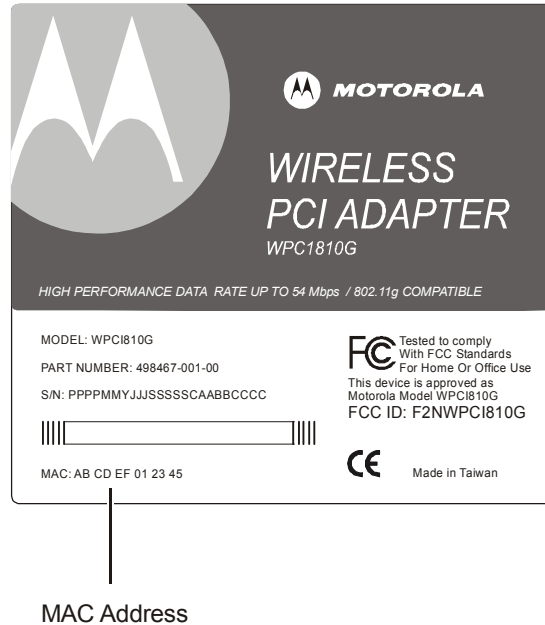 MOTOROLA
WIRELESS
PCI ADAPTER
WPC1810G
HIGH PERFORMANCE DATA RATE UP TO 54 Mbps / 802.11g COMPATIBLE
MODEL: WPCI810G
PART NUMBER: 498467-001-00
S/N: PPPPMMYJJJSSSSSCAABBCCCC
MAC: AB CD EF 01 23 45
FC Tested to comply
With FCC Standards
For Home Or Office Use
This device is approved as
Motorola Model WPCI810G
FCC ID: F2NWPCI810G
CE Made in Taiwan
MAC Address